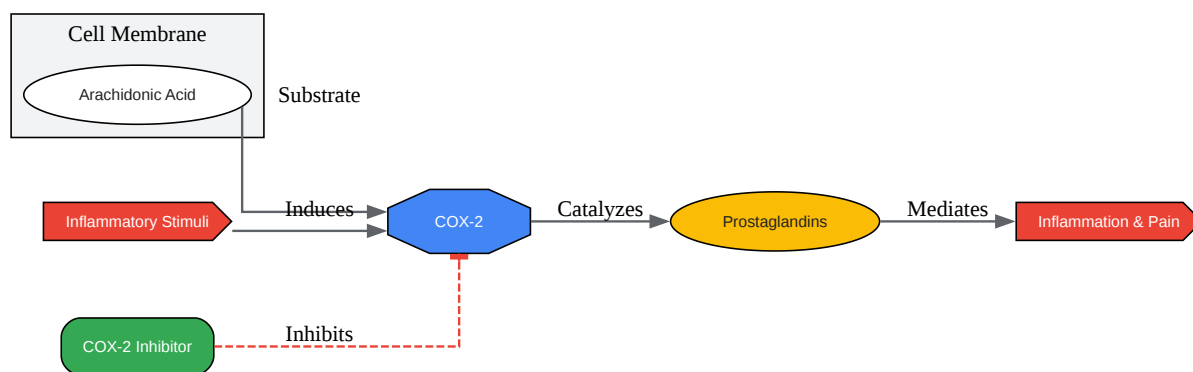 Cell Membrane
Arachidonic Acid
Substrate
Inflammatory Stimuli
Induces
COX-2
Catalyzes
Prostaglandins
Mediates
Inflammation & Pain
COX-2 Inhibitor
Inhibits